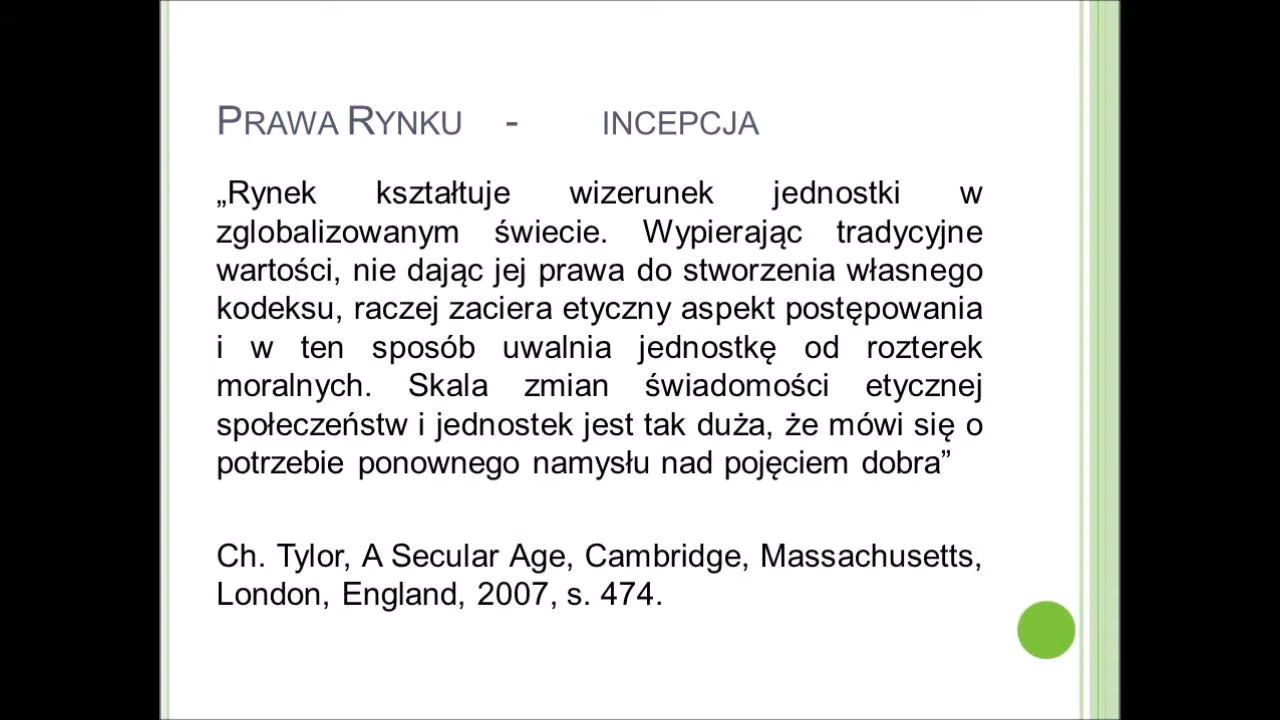 PRAWA RYNKU - INCEPCJA
„Rynek kształtuje wizerunek jednostki w
zglobalizowanym świecie. Wypierając tradycyjne
wartości, nie dając jej prawa do stworzenia własnego
kodeksu, raczej zaciera etyczny aspekt postępowania
i w ten sposób uwalnia jednostkę od rozterek
moralnych. Skala zmian świadomości etycznej
społeczeństw i jednostek jest tak duża, że mówi się o
potrzebie ponownego namysłu nad pojęciem dobra”
Ch. Tylor, A Secular Age, Cambridge, Massachusetts,
London, England, 2007, s. 474.